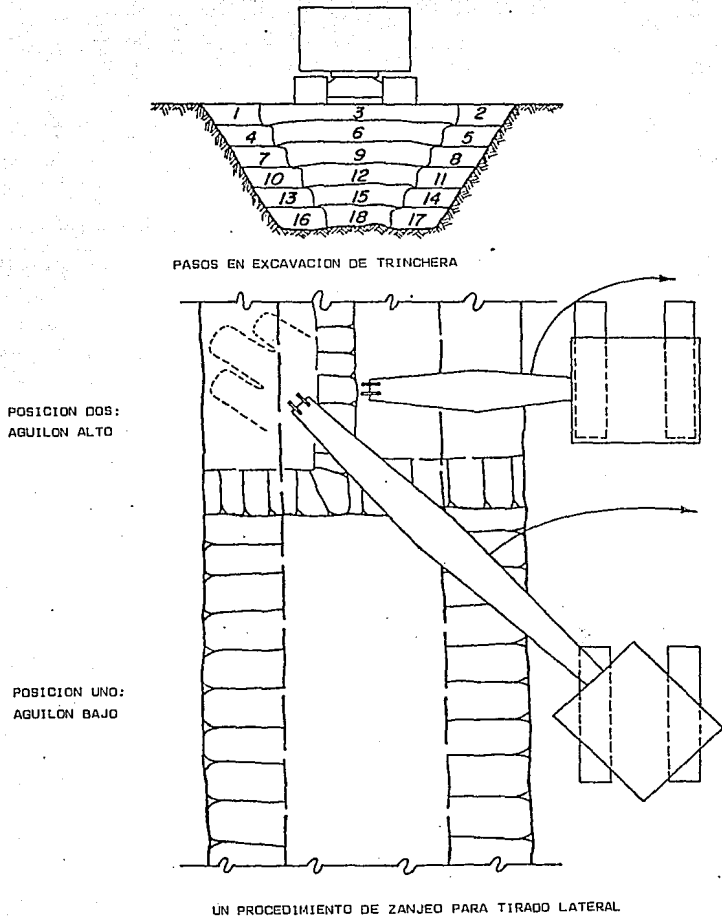 1 3 2
4 6 5
7 9 8
10 12 11
13 15 14
16 18 17
PASOS EN EXCAVACION DE TRINCHERA
POSICION DOS:
AGUILON ALTO
POSICION UNO:
AGUILON BAJO
UN PROCEDIMIENTO DE ZANJEO PARA TIRADO LATERAL